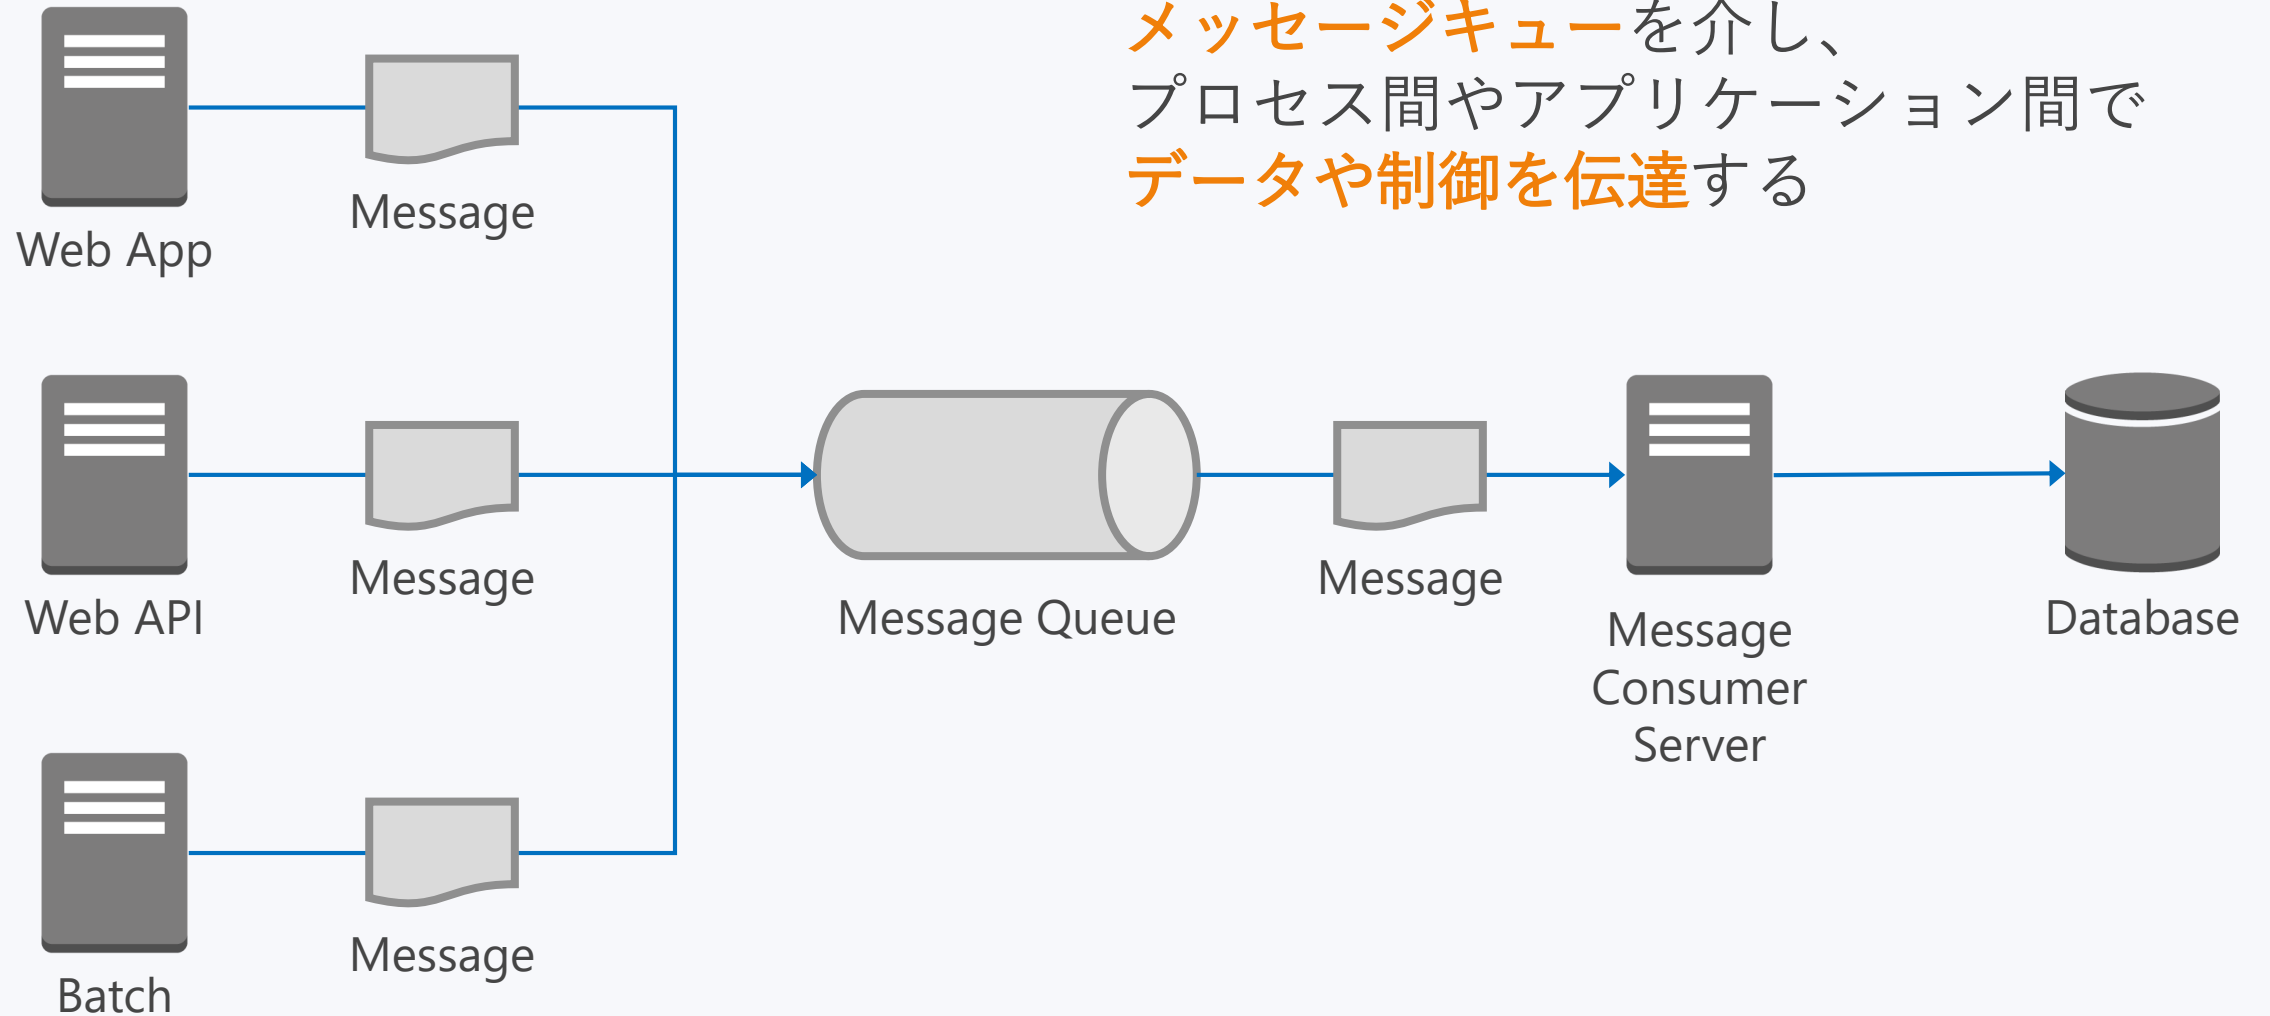 メッセージキューを介し、
プロセス間やアプリケーション間で
データや制御を伝達する
Web App
Message
Web API
Message
Message Queue
Message
Message
Consumer
Server
Database
Batch
Message